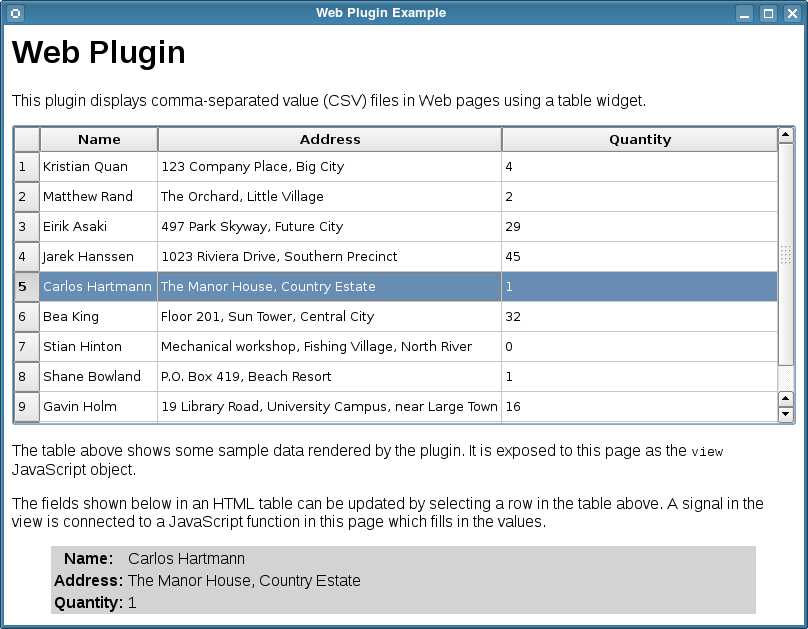 Web Plugin Example
Web Plugin
This plugin displays comma-separated value (CSV) files in Web pages using a table widget.
Name Address Quantity
1 Kristian Quan 123 Company Place, Big City 4
2 Matthew Rand The Orchard, Little Village 2
3 Eirik Asaki 497 Park Skyway, Future City 29
4 Jarek Hanssen 1023 Riviera Drive, Southern Precinct 45
5 Carlos Hartmann The Manor House, Country Estate 1
6 Bea King Floor 201, Sun Tower, Central City 32
7 Stian Hinton Mechanical workshop, Fishing Village, North River 0
8 Shane Bowland P.O. Box 419, Beach Resort 1
9 Gavin Holm 19 Library Road, University Campus, near Large Town 16
The table above shows some sample data rendered by the plugin. It is exposed to this page as the view
JavaScript object.
The fields shown below in an HTML table can be updated by selecting a row in the table above. A signal in the
view is connected to a JavaScript function in this page which fills in the values.
Name: Carlos Hartmann
Address: The Manor House, Country Estate
Quantity: 1